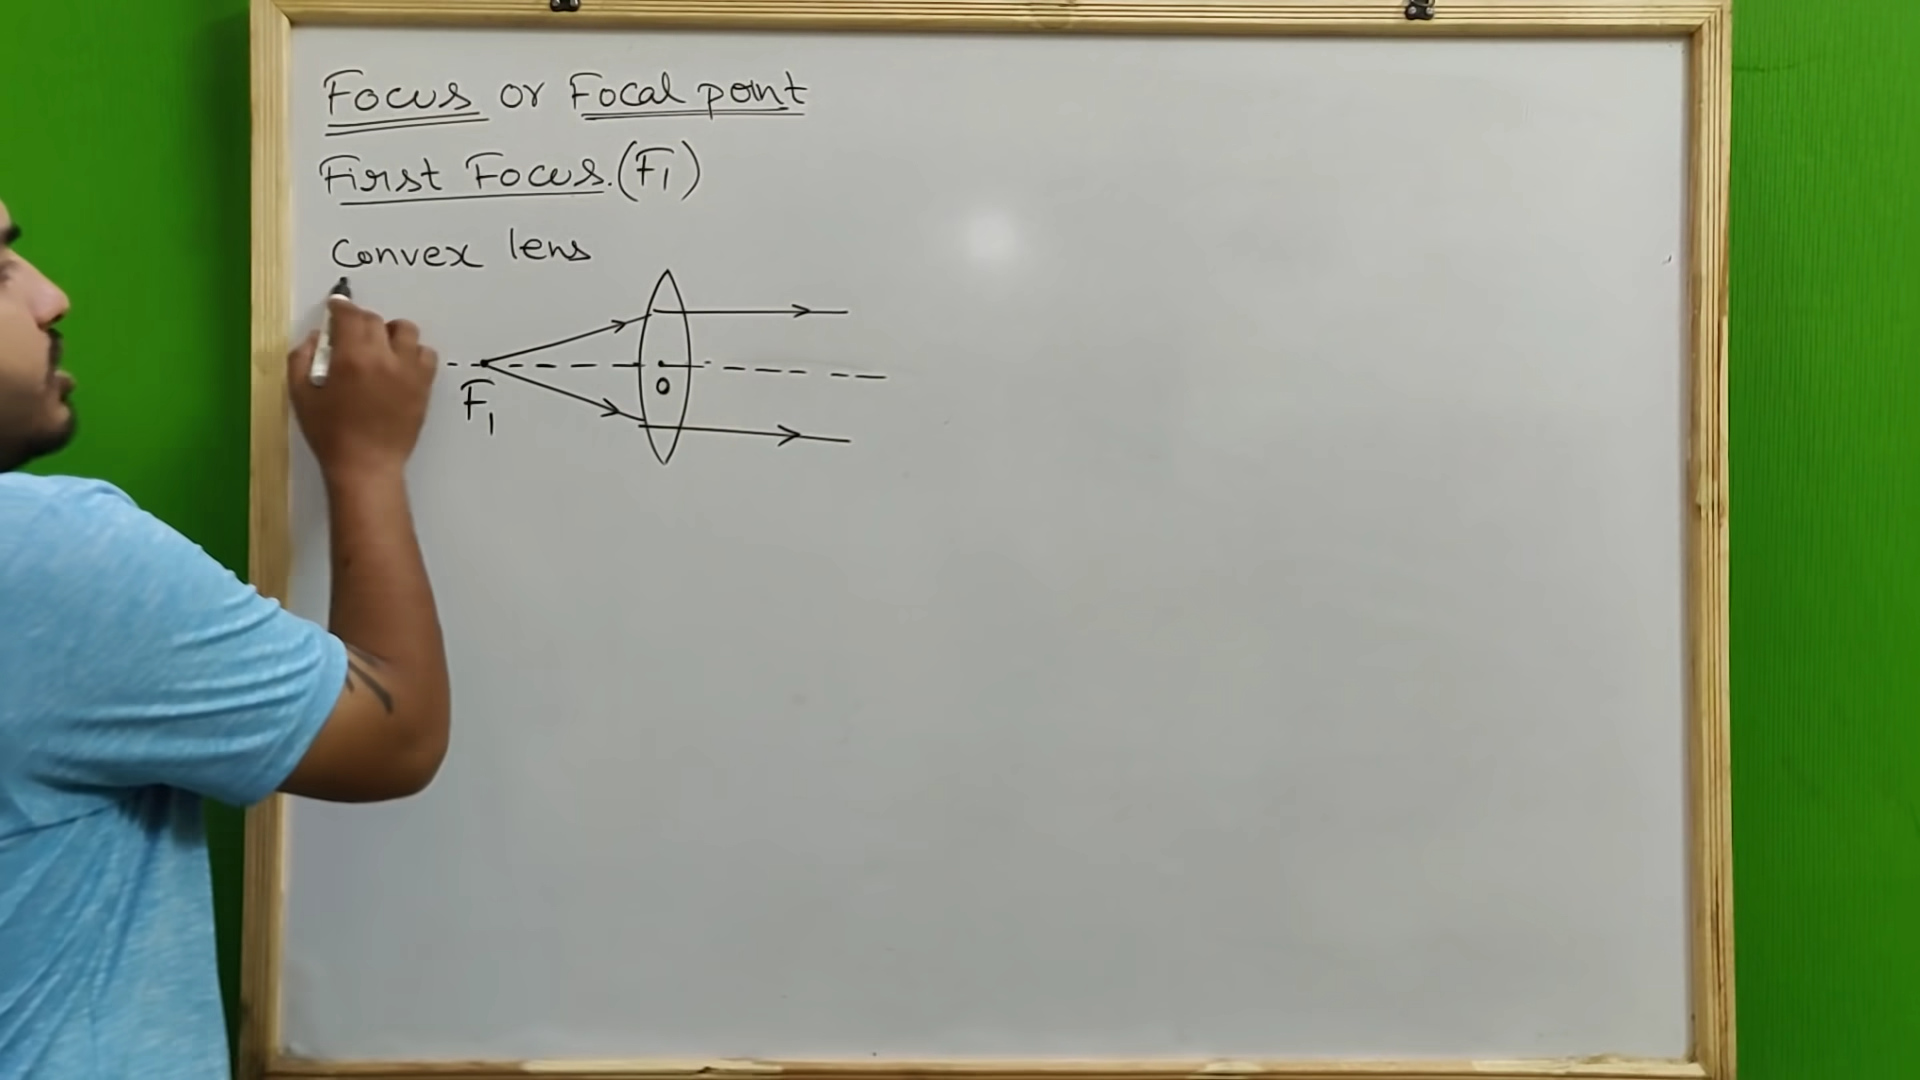 Focus or Focal point
First Focus. (F1)
Convex lens
F1
O